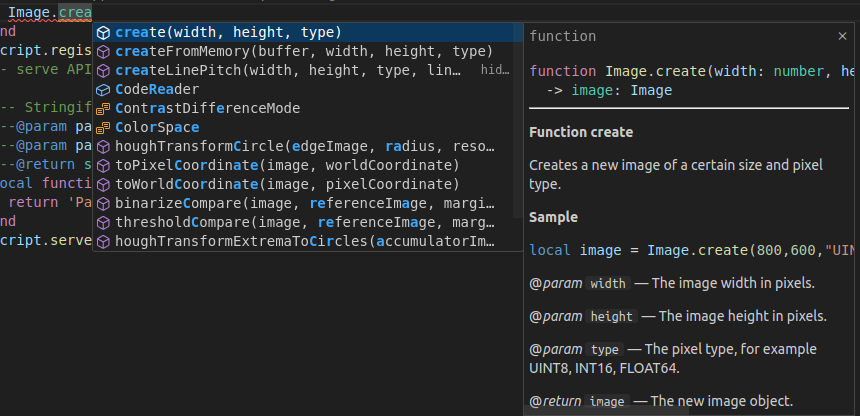 Image.crea
nd
cript.regis
- serve API
-- Stringif
--@param pa
--@param pa
--@return s
ocal functi
return 'Pa
nd
cript.serve
create(width, height, type)
createFromMemory(buffer, width, height, type)
createLinePitch(width, height, type, lin… hid…
CodeReader
ContrastDifferenceMode
ColorSpace
houghTransformCircle(edgeImage, radius, reso…
toPixelCoordinate(image, worldCoordinate)
toWorldCoordinate(image, pixelCoordinate)
binarizeCompare(image, referenceImage, margi…
thresholdCompare(image, referenceImage, marg…
houghTransformExtremaToCircles(accumulatorIm…
function
function Image.create(width: number, he
-> image: Image
Function create
Creates a new image of a certain size and pixel
type.
Sample
local image = Image.create(800,600,"UIN
@param width — The image width in pixels.
@param height — The image height in pixels.
@param type — The pixel type, for example
UINT8, INT16, FLOAT64.
@return image — The new image object.